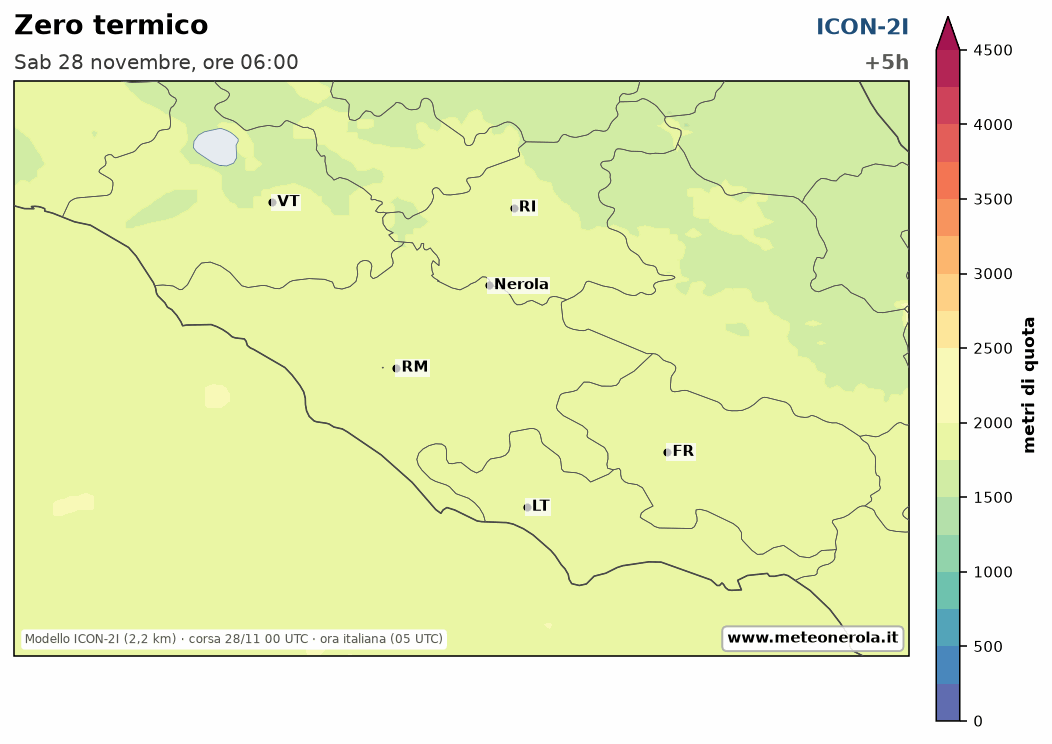 Zero termico
ICON-2I
Sab 28 novembre, ore 06:00
+5h
VT
RI
Nerola
RM
FR
LT
Modello ICON-2I (2,2 km) · corsa 28/11 00 UTC · ora italiana (05 UTC)
www.meteonerola.it
4500
4000
3500
3000
2500
2000
1500
1000
500
0
metri di quota